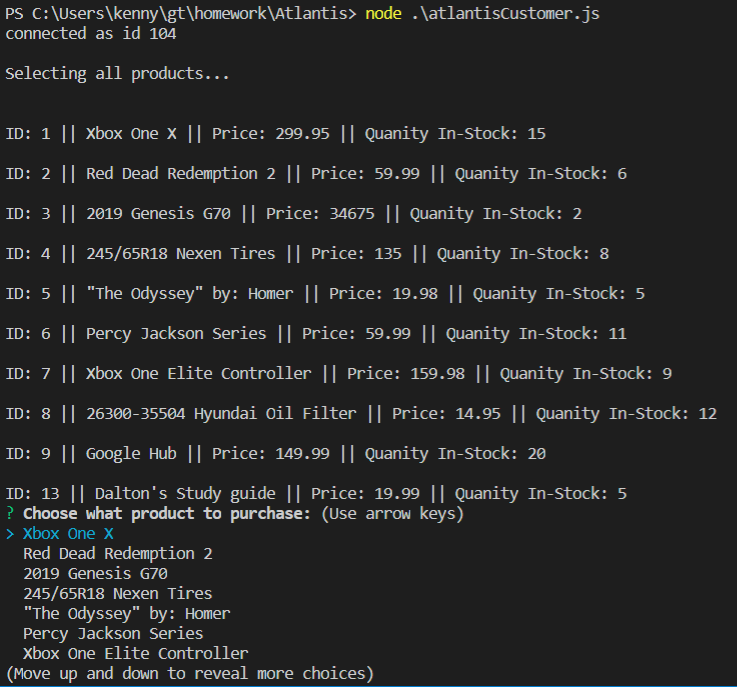 PS C:\Users\kenny\gt\homework\Atlantis> node .\atlantisCustomer.js
connected as id 104
Selecting all products...
ID: 1 || Xbox One X || Price: 299.95 || Quanity In-Stock: 15
ID: 2 || Red Dead Redemption 2 || Price: 59.99 || Quanity In-Stock: 6
ID: 3 || 2019 Genesis G70 || Price: 34675 || Quanity In-Stock: 2
ID: 4 || 245/65R18 Nexen Tires || Price: 135 || Quanity In-Stock: 8
ID: 5 || "The Odyssey" by: Homer || Price: 19.98 || Quanity In-Stock: 5
ID: 6 || Percy Jackson Series || Price: 59.99 || Quanity In-Stock: 11
ID: 7 || Xbox One Elite Controller || Price: 159.98 || Quanity In-Stock: 9
ID: 8 || 26300-35504 Hyundai Oil Filter || Price: 14.95 || Quanity In-Stock: 12
ID: 9 || Google Hub || Price: 149.99 || Quanity In-Stock: 20
ID: 13 || Dalton's Study guide || Price: 19.99 || Quanity In-Stock: 5
? Choose what product to purchase: (Use arrow keys)
> Xbox One X
Red Dead Redemption 2
2019 Genesis G70
245/65R18 Nexen Tires
"The Odyssey" by: Homer
Percy Jackson Series
Xbox One Elite Controller
(Move up and down to reveal more choices)